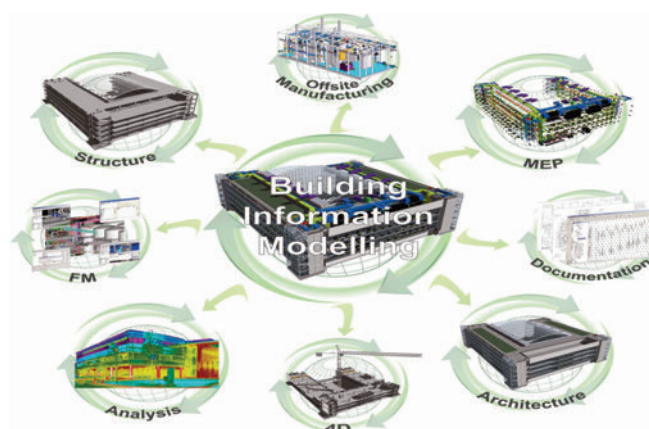 Offsite
Manufacturing
Structure
MEP
Building
Information
Modelling
FM
Documentation
Analysis
4D
Architecture